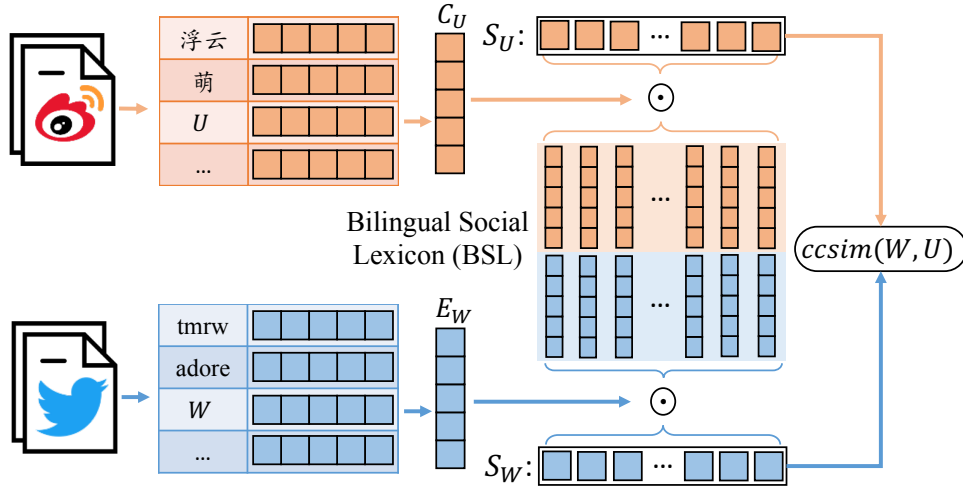 浮云
萌
U
...
C_U
S_U:
...
⊙
...
Bilingual Social
Lexicon (BSL)
ccsim(W, U)
tmrw
adore
W
...
E_W
...
⊙
S_W:
...